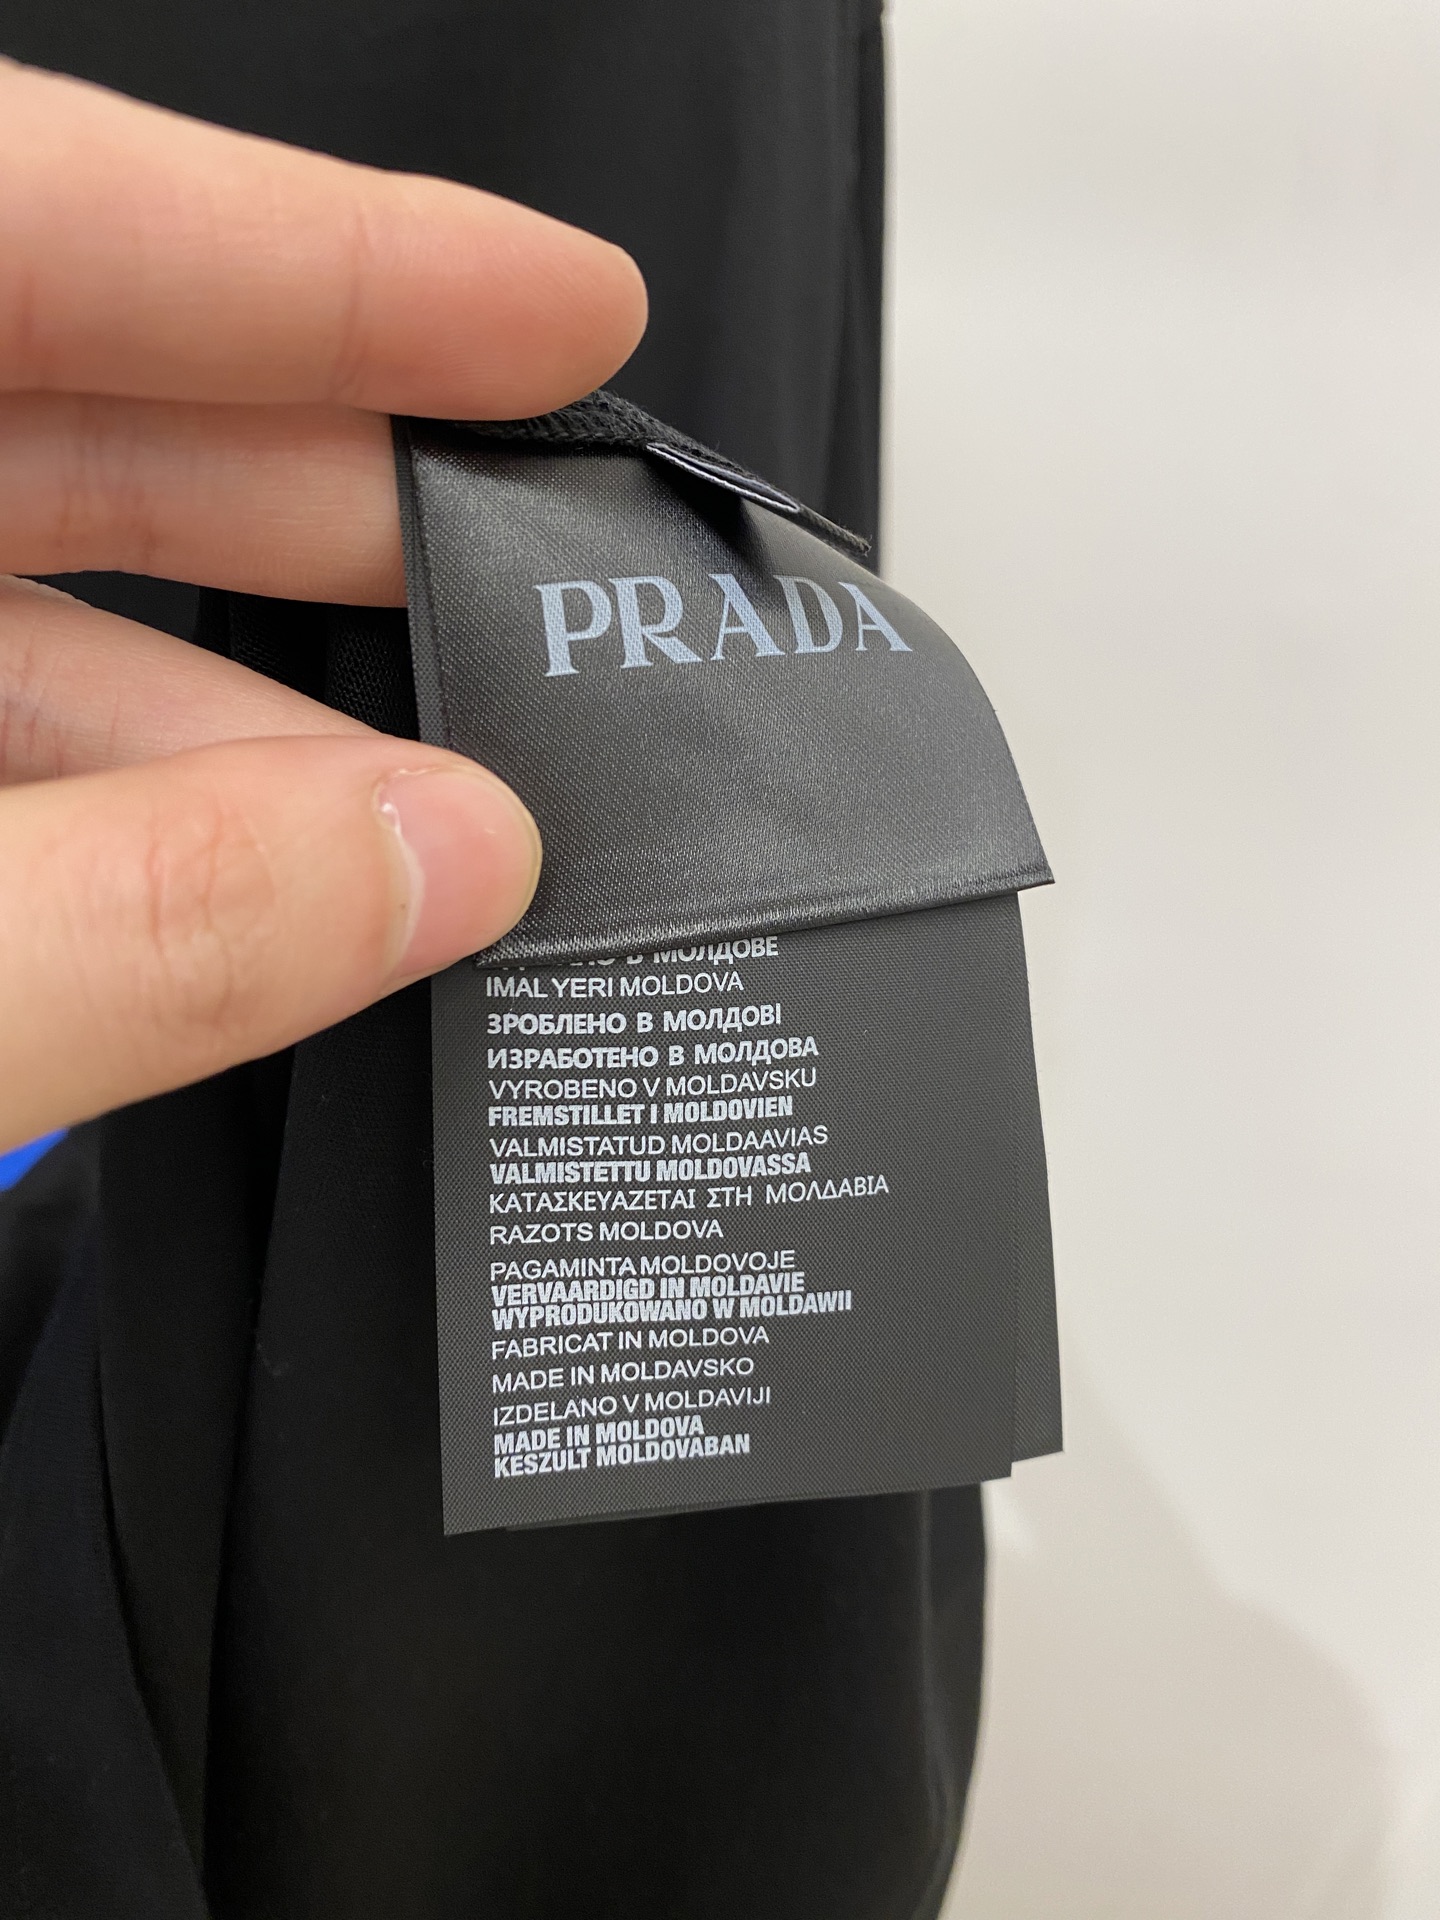 PRADA
В МОЛДОВЕ
IMAL YERI MOLDOVA
ЗРОБЛЕНО В МОЛДОВІ
ИЗРАБОТЕНО В МОЛДОВА
VYROBENO V MOLDAVSKU
FREMSTILLET I MOLDOVIEN
VALMISTATUD MOLDAAVIAS
VALMISTETTU MOLDOVASSA
ΚΑΤΑΣΚΕΥΑΖΕΤΑΙ ΣΤΗ ΜΟΛΔΑΒΙΑ
RAZOTS MOLDOVA
PAGAMINTA MOLDOVOJE
VERVAARDIGD IN MOLDAVIE
WYPRODUKOWANO W MOLDAWII
FABRICAT IN MOLDOVA
MADE IN MOLDAVSKO
IZDELANO V MOLDAVIJI
MADE IN MOLDOVA
KESZULT MOLDOVABAN